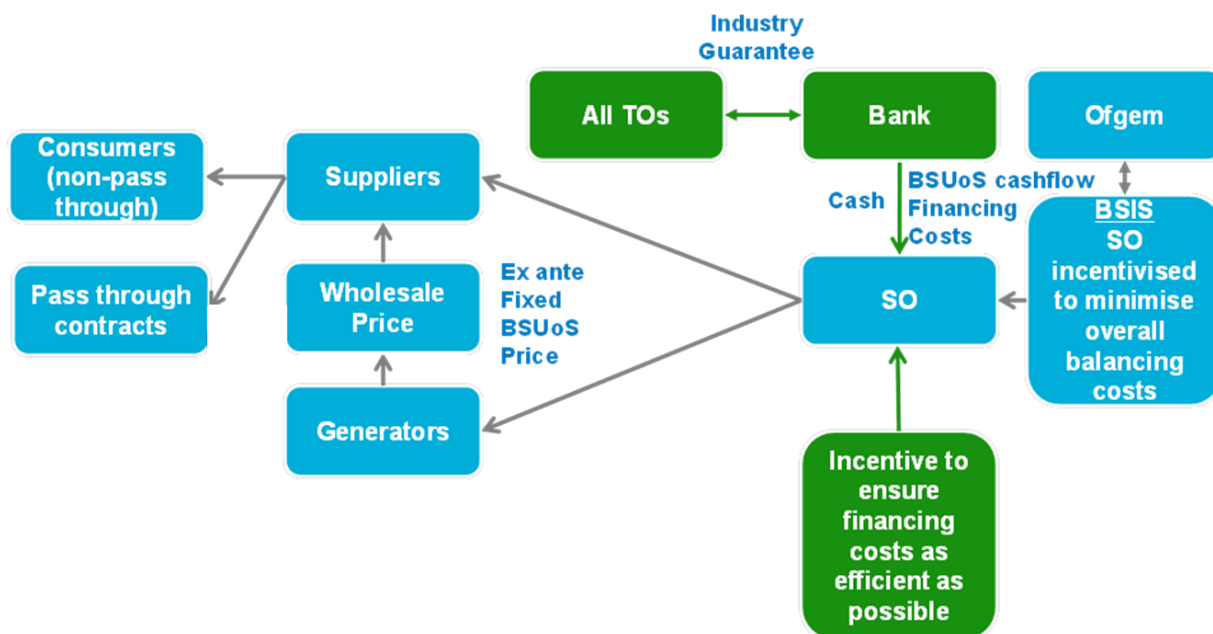 Industry
Guarantee
All TOs
Bank
Ofgem
Consumers
(non-pass
through)
Suppliers
Cash
BSUoS cashflow
Financing
Costs
BSIS
SO
incentivised
to minimise
overall
balancing
costs
Pass through
contracts
Wholesale
Price
Ex ante
Fixed
BSUoS
Price
SO
Generators
Incentive to
ensure
financing
costs as
efficient as
possible